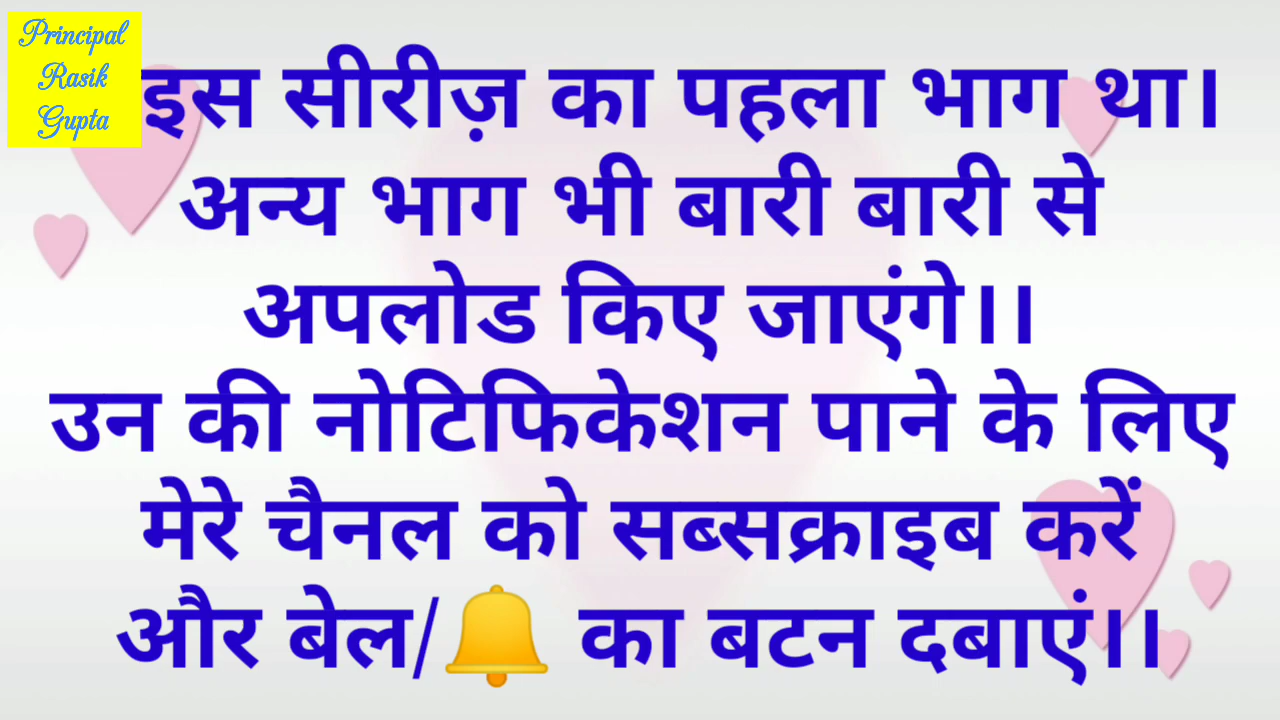 Principal
Rasik
Gupta
इस सीरीज़ का पहला भाग था।
अन्य भाग भी बारी बारी से
अपलोड किए जाएंगे।।
उन की नोटिफिकेशन पाने के लिए
मेरे चैनल को सब्सक्राइब करें
और बेल/🔔 का बटन दबाएं।।